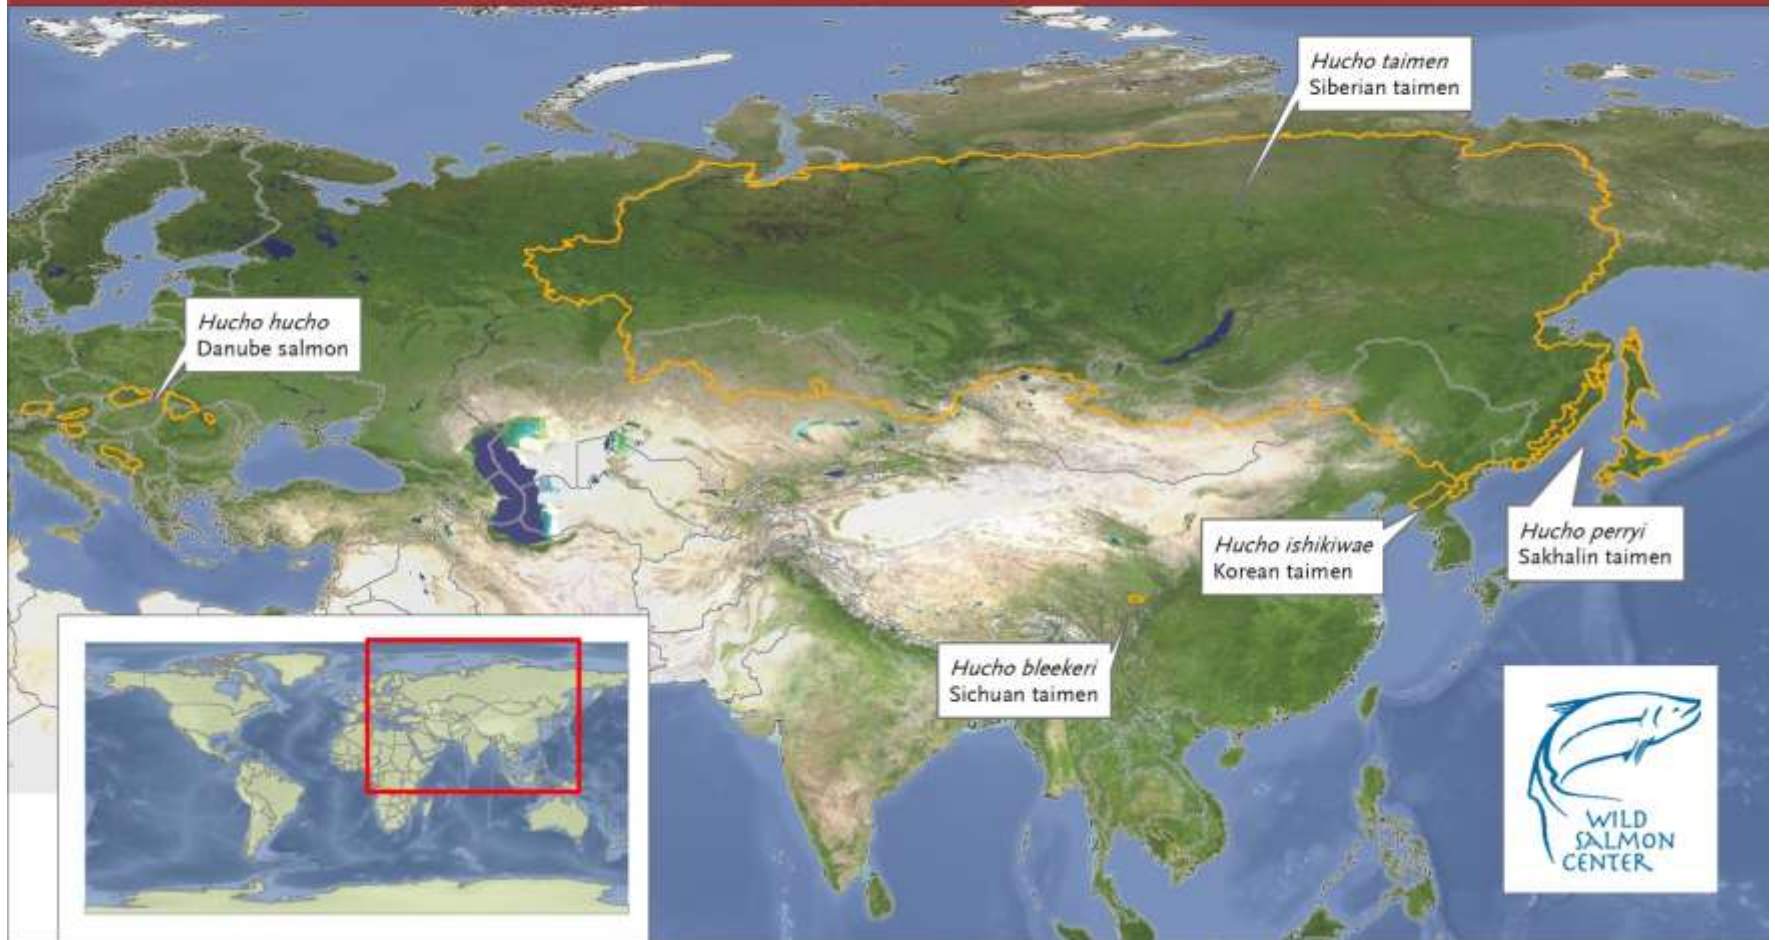 Hucho taimen
Siberian taimen
Hucho hucho
Danube salmon
Hucho ishikiwae
Korean taimen
Hucho perryi
Sakhalin taimen
Hucho bleekeri
Sichuan taimen
WILD
SALMON
CENTER